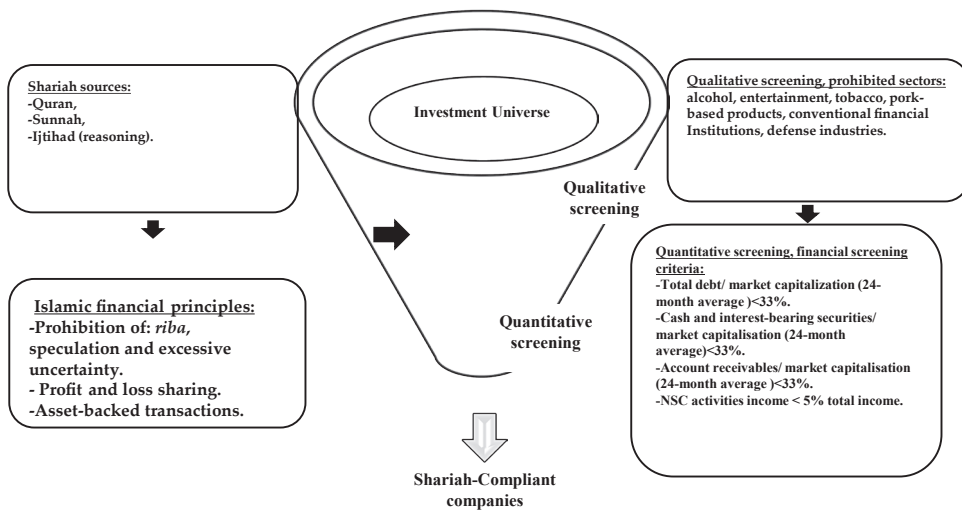 Shariah sources:
-Quran,
-Sunnah,
-Ijtihad (reasoning).
Islamic financial principles:
-Prohibition of: riba,
speculation and excessive
uncertainty.
- Profit and loss sharing.
-Asset-backed transactions.
Investment Universe
Qualitative
screening
Quantitative
screening
Shariah-Compliant
companies
Qualitative screening, prohibited sectors:
alcohol, entertainment, tobacco, pork-
based products, conventional financial
Institutions, defense industries.
Quantitative screening, financial screening
criteria:
-Total debt/ market capitalization (24-
month average )<33%.
-Cash and interest-bearing securities/
market capitalisation (24-month
average)<33%.
-Account receivables/ market capitalisation
(24-month average )<33%.
-NSC activities income < 5% total income.